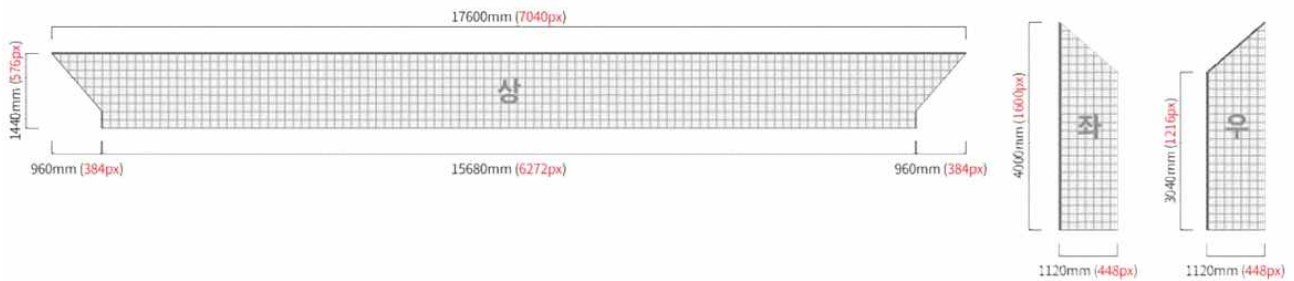 17600mm (7040px)
1440mm (576px)
상
960mm (384px)
15680mm (6272px)
960mm (384px)
4000mm (1600px)
좌
1120mm (448px)
3040mm (1216px)
우
1120mm (448px)